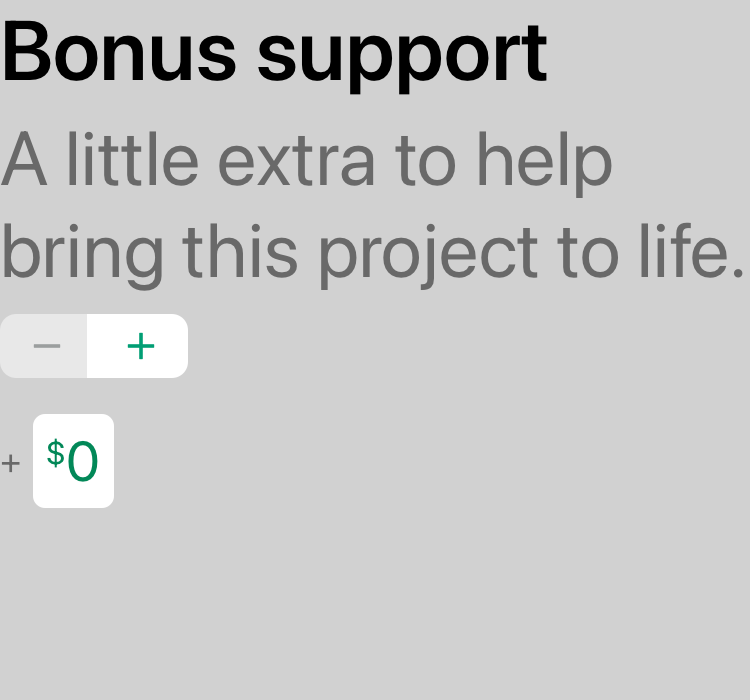 Bonus support
A little extra to help
bring this project to life.
− +
+ $0